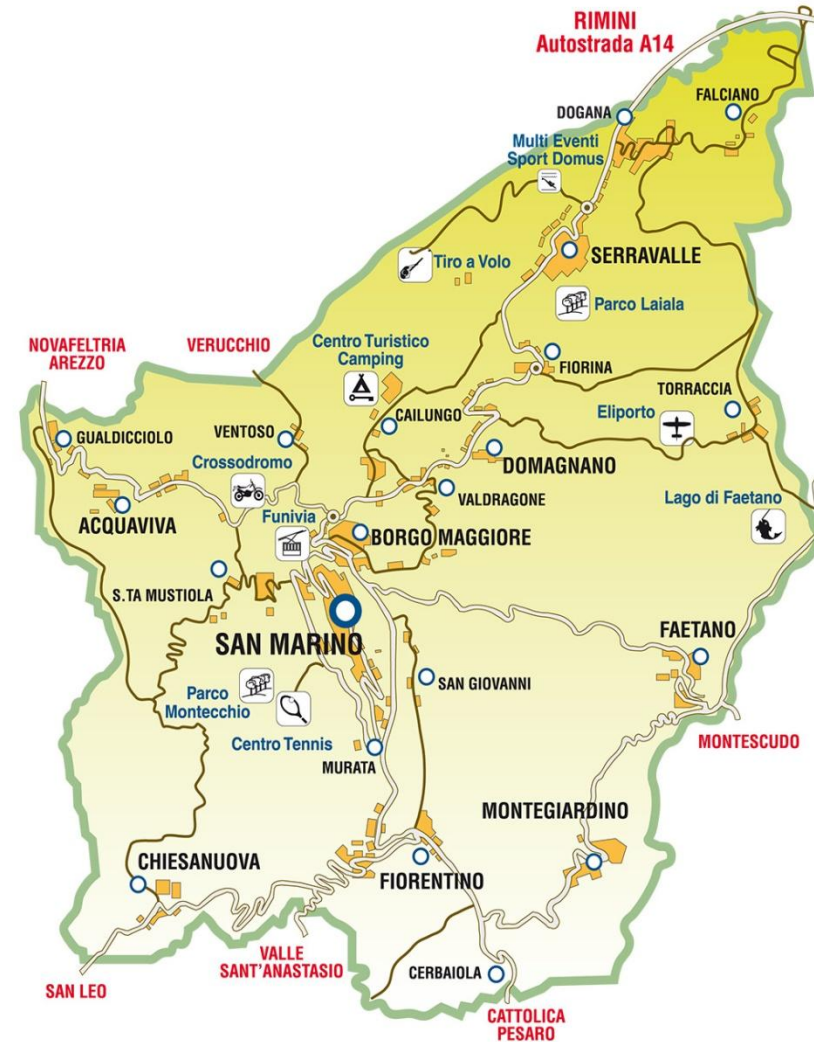 RIMINI
Autostrada A14
FALCIANO
DOGANA
Multi Eventi
Sport Domus
SERRAVALLE
Tiro a Volo
Parco Laiala
NOVAFELTRIA
AREZZO
VERUCCHIO
Centro Turistico
Camping
FIORINA
TORRACCIA
Eliporto
CAILUNGO
GUALDICCIOLO
VENTOSO
DOMAGNANO
Crossodromo
VALDRAGONE
Lago di Faetano
ACQUAVIVA
Funivia
BORGO MAGGIORE
S.TA MUSTIOLA
SAN MARINO
FAETANO
SAN GIOVANNI
Parco
Montecchio
Centro Tennis
MONTESCUDO
MURATA
MONTEGIARDINO
CHIESANUOVA
FIORENTINO
VALLE
SANT'ANASTASIO
CERBAIOLA
SAN LEO
CATTOLICA
PESARO